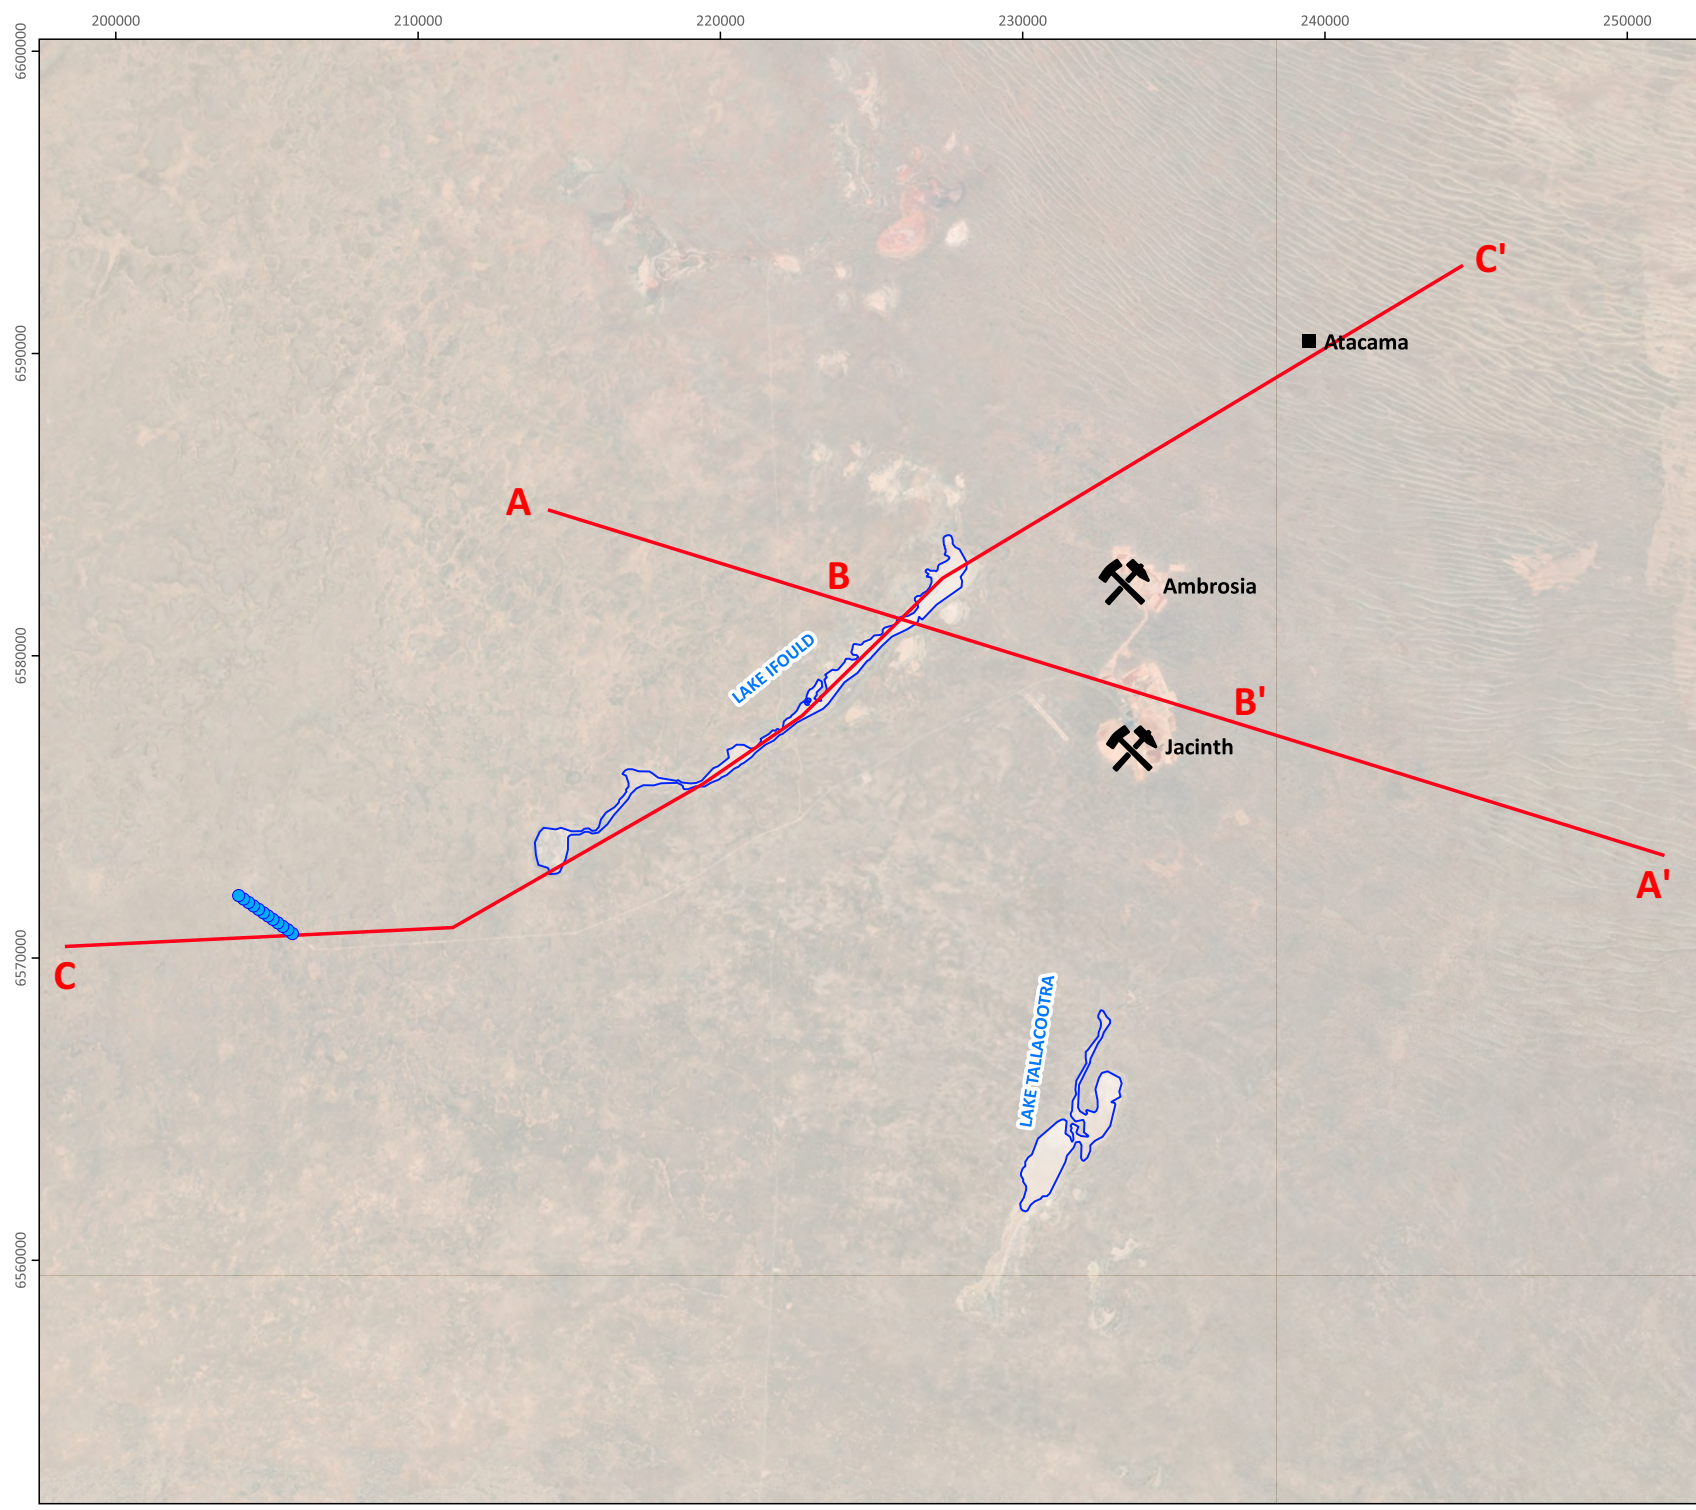 200000 210000 220000 230000 240000 250000
6600000
C'
6590000
Atacama
A
B
Ambrosia
6580000
LAKE IFOULD
B'
Jacinth
A'
6570000
C
LAKE TALLACOOTRA
6560000